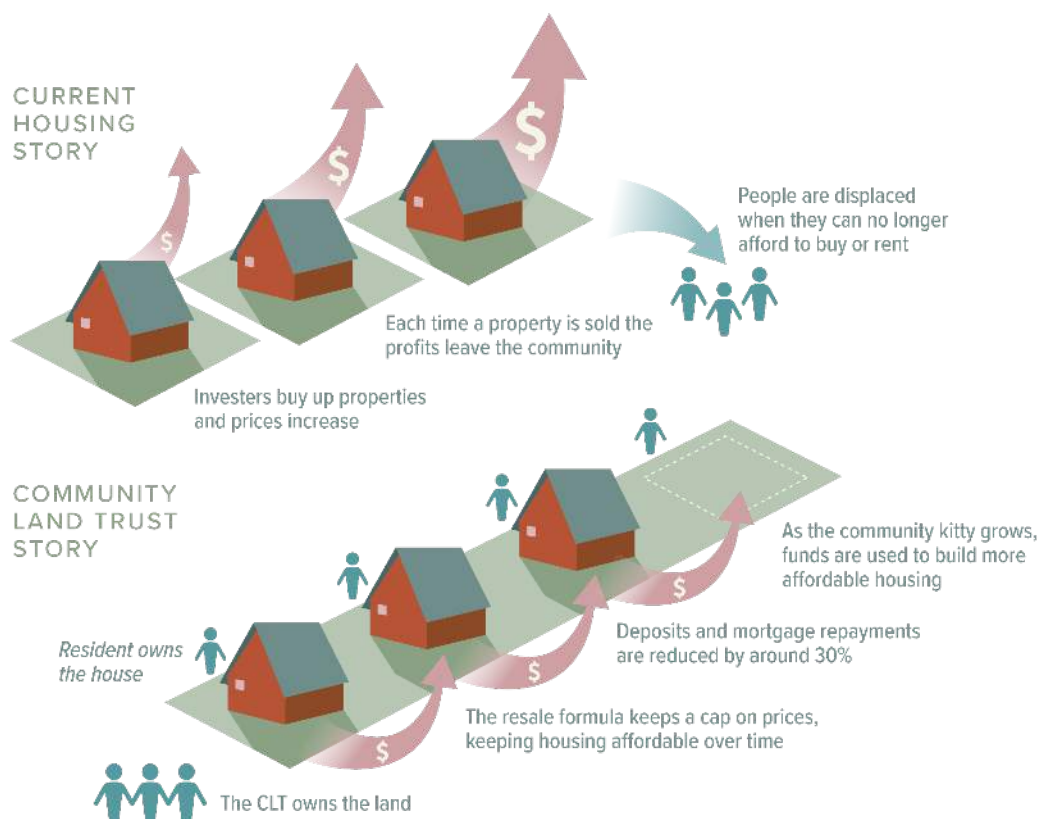 CURRENT
HOUSING
STORY
$
$
$
People are displaced
when they can no longer
afford to buy or rent
Each time a property is sold the
profits leave the community
Investers buy up properties
and prices increase
COMMUNITY
LAND TRUST
STORY
As the community kitty grows,
funds are used to build more
affordable housing
$
Deposits and mortgage repayments
are reduced by around 30%
$
Resident owns
the house
The resale formula keeps a cap on prices,
keeping housing affordable over time
$
The CLT owns the land